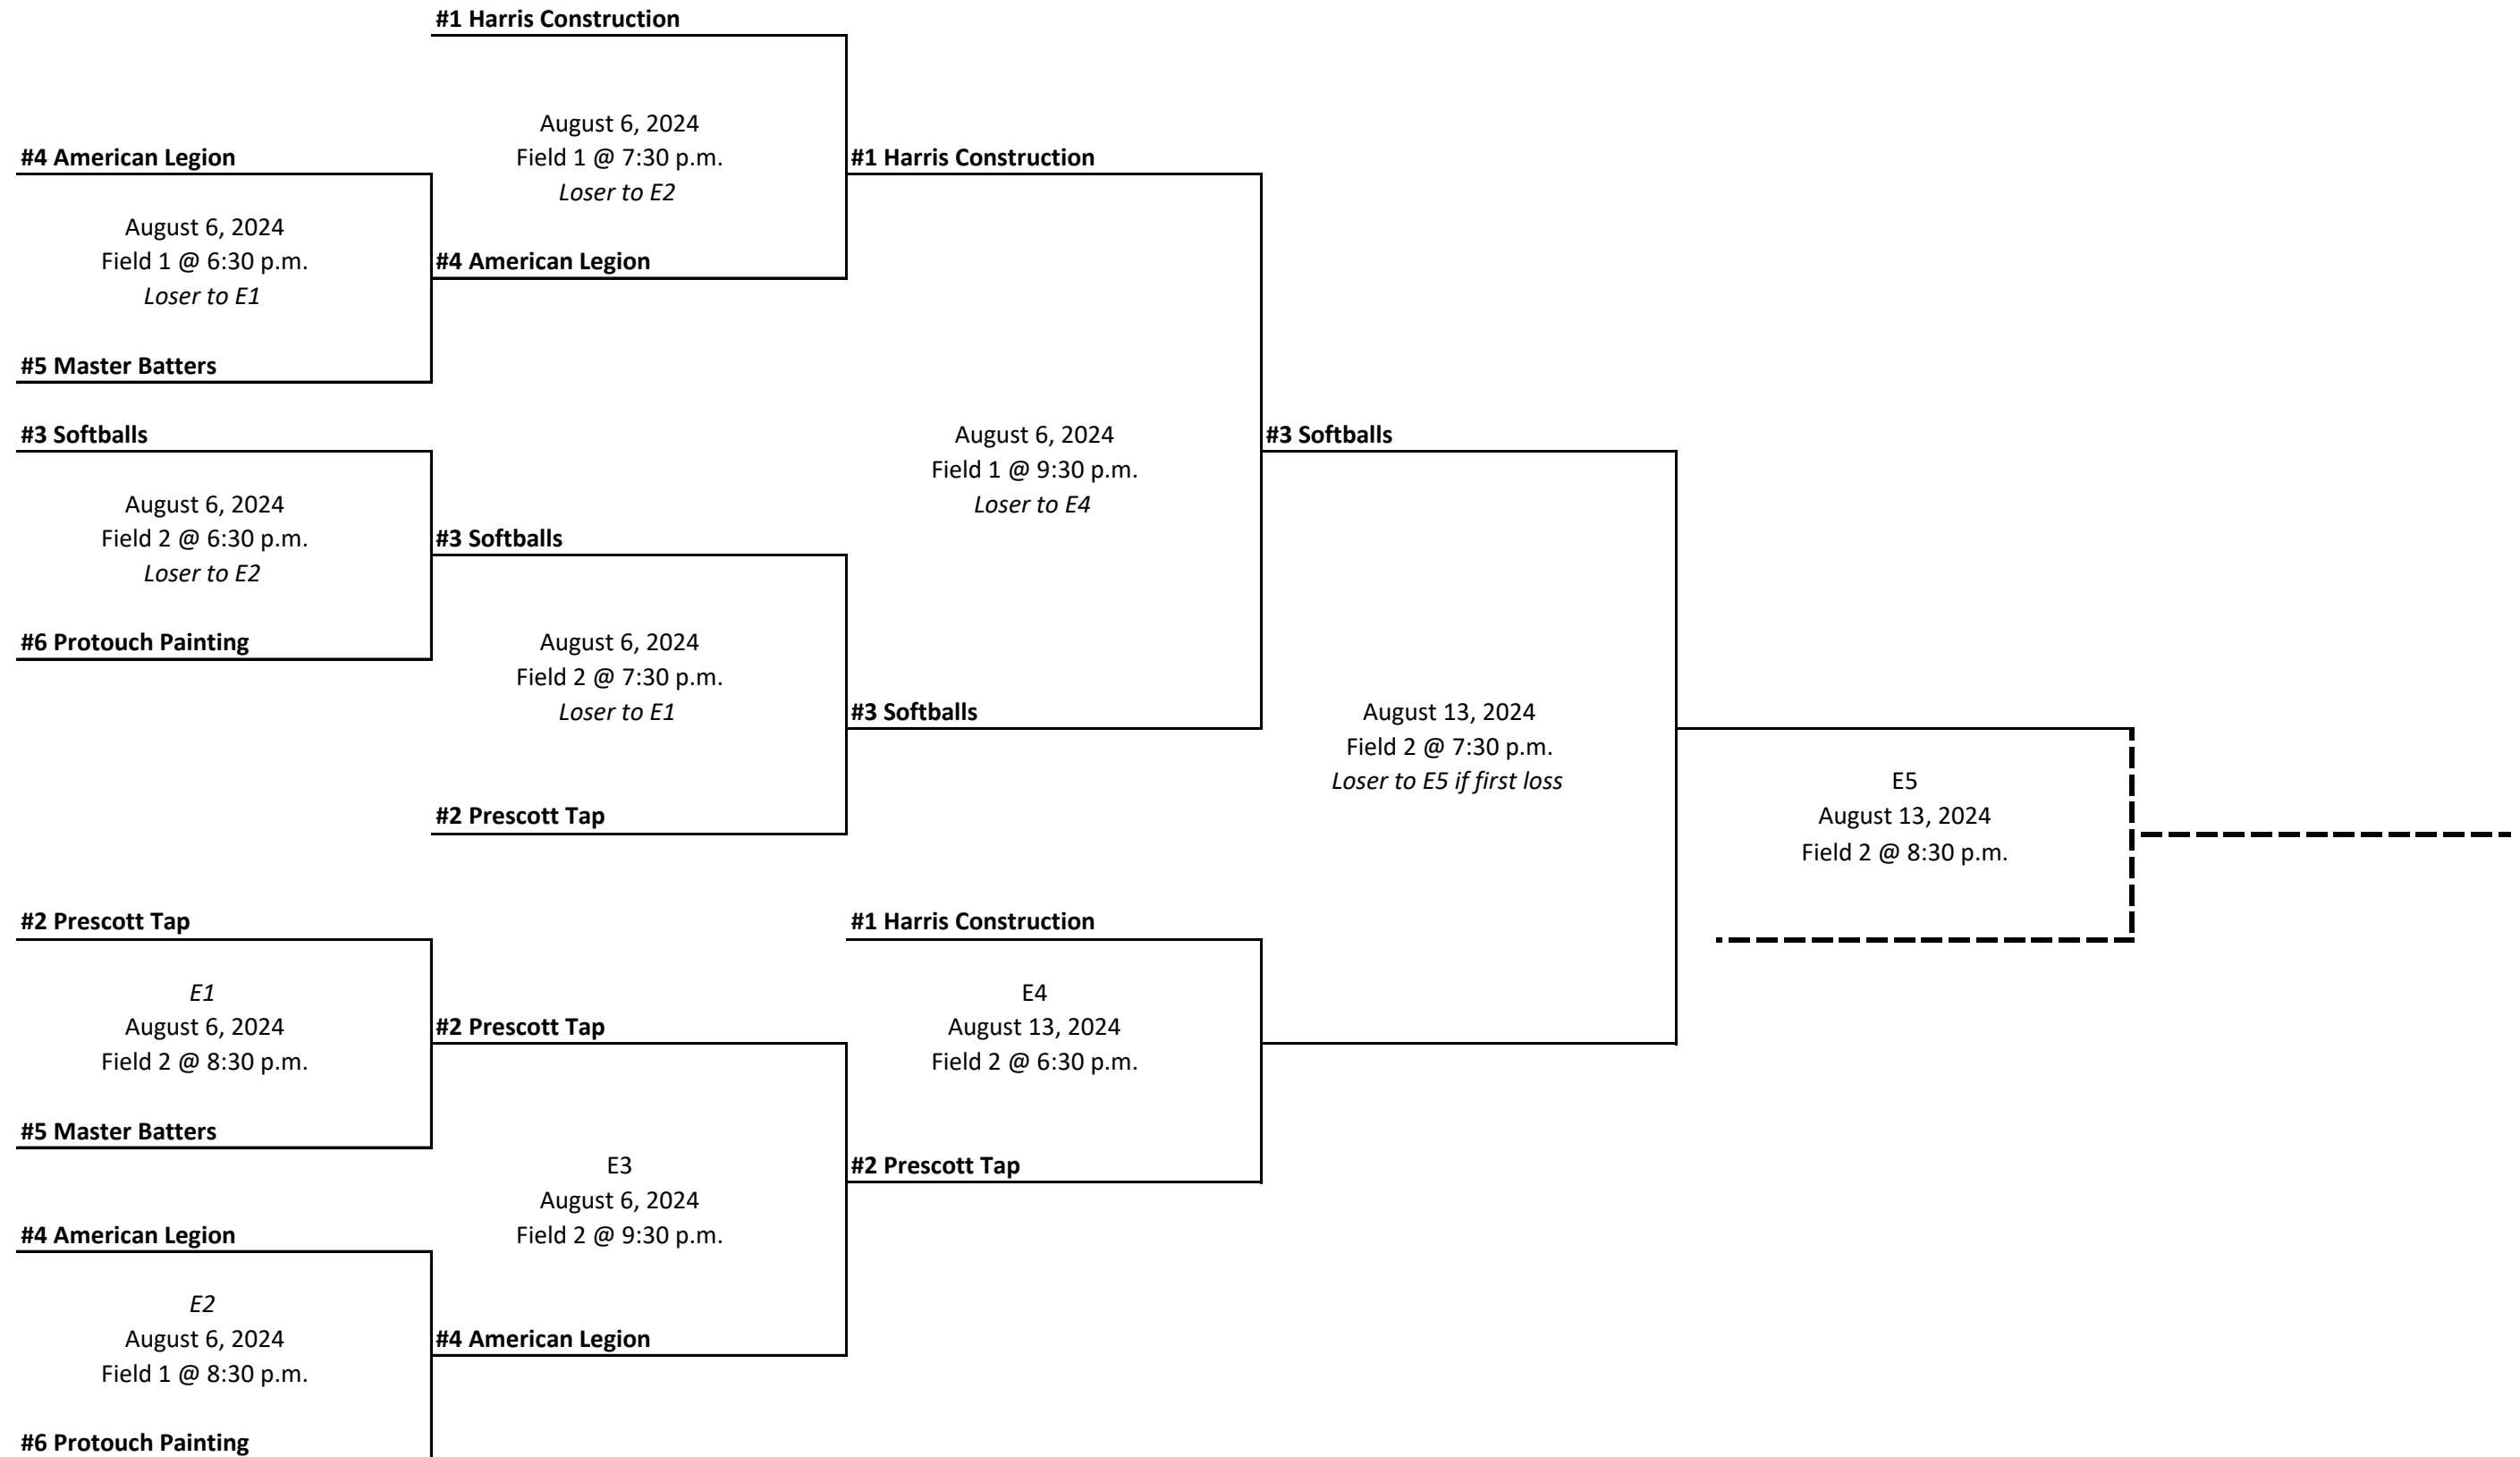 #1 Harris Construction
August 6, 2024
Field 1 @ 7:30 p.m.
Loser to E2
#4 American Legion
#1 Harris Construction
August 6, 2024
Field 1 @ 6:30 p.m.
Loser to E1
#4 American Legion
#5 Master Batters
#3 Softballs
August 6, 2024
Field 1 @ 9:30 p.m.
Loser to E4
#3 Softballs
August 6, 2024
Field 2 @ 6:30 p.m.
Loser to E2
#3 Softballs
#6 Protouch Painting
August 6, 2024
Field 2 @ 7:30 p.m.
Loser to E1
#3 Softballs
August 13, 2024
Field 2 @ 7:30 p.m.
Loser to E5 if first loss
E5
August 13, 2024
Field 2 @ 8:30 p.m.
#2 Prescott Tap
#2 Prescott Tap
#1 Harris Construction
E1
August 6, 2024
Field 2 @ 8:30 p.m.
#2 Prescott Tap
E4
August 13, 2024
Field 2 @ 6:30 p.m.
#5 Master Batters
E3
August 6, 2024
Field 2 @ 9:30 p.m.
#2 Prescott Tap
#4 American Legion
E2
August 6, 2024
Field 1 @ 8:30 p.m.
#4 American Legion
#6 Protouch Painting